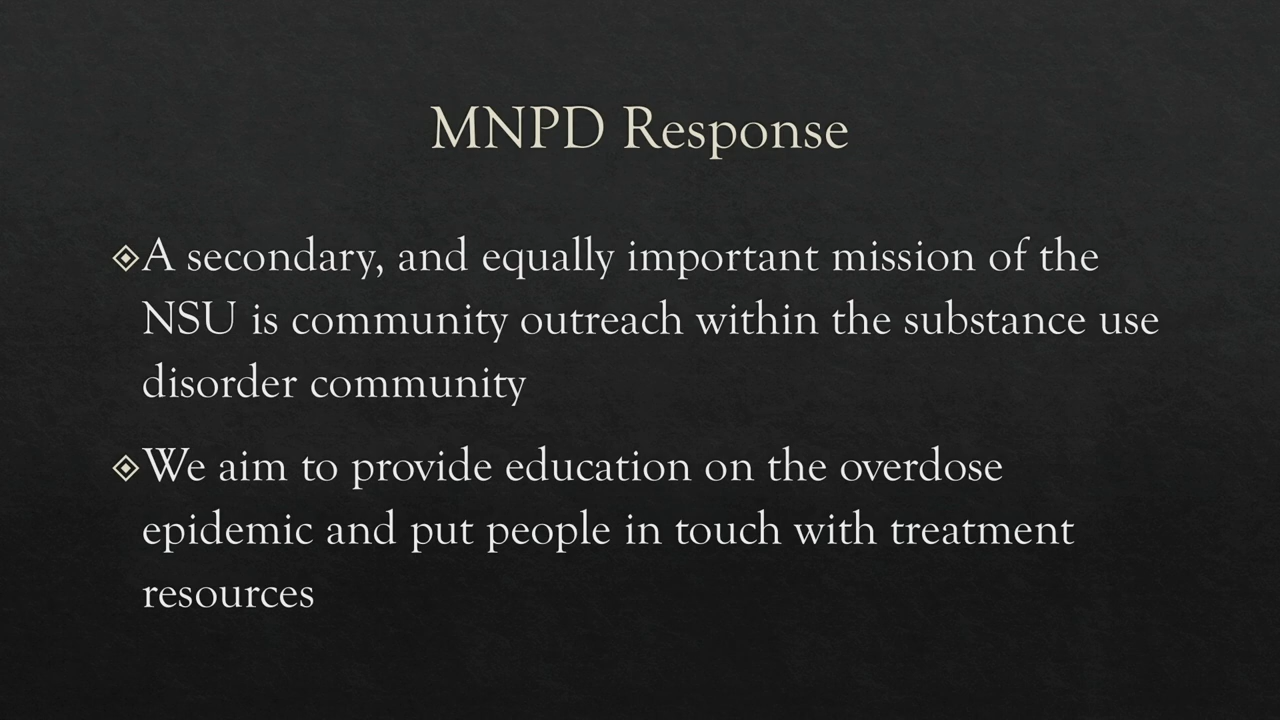 MNPD Response
A secondary, and equally important mission of the
NSU is community outreach within the substance use
disorder community
We aim to provide education on the overdose
epidemic and put people in touch with treatment
resources